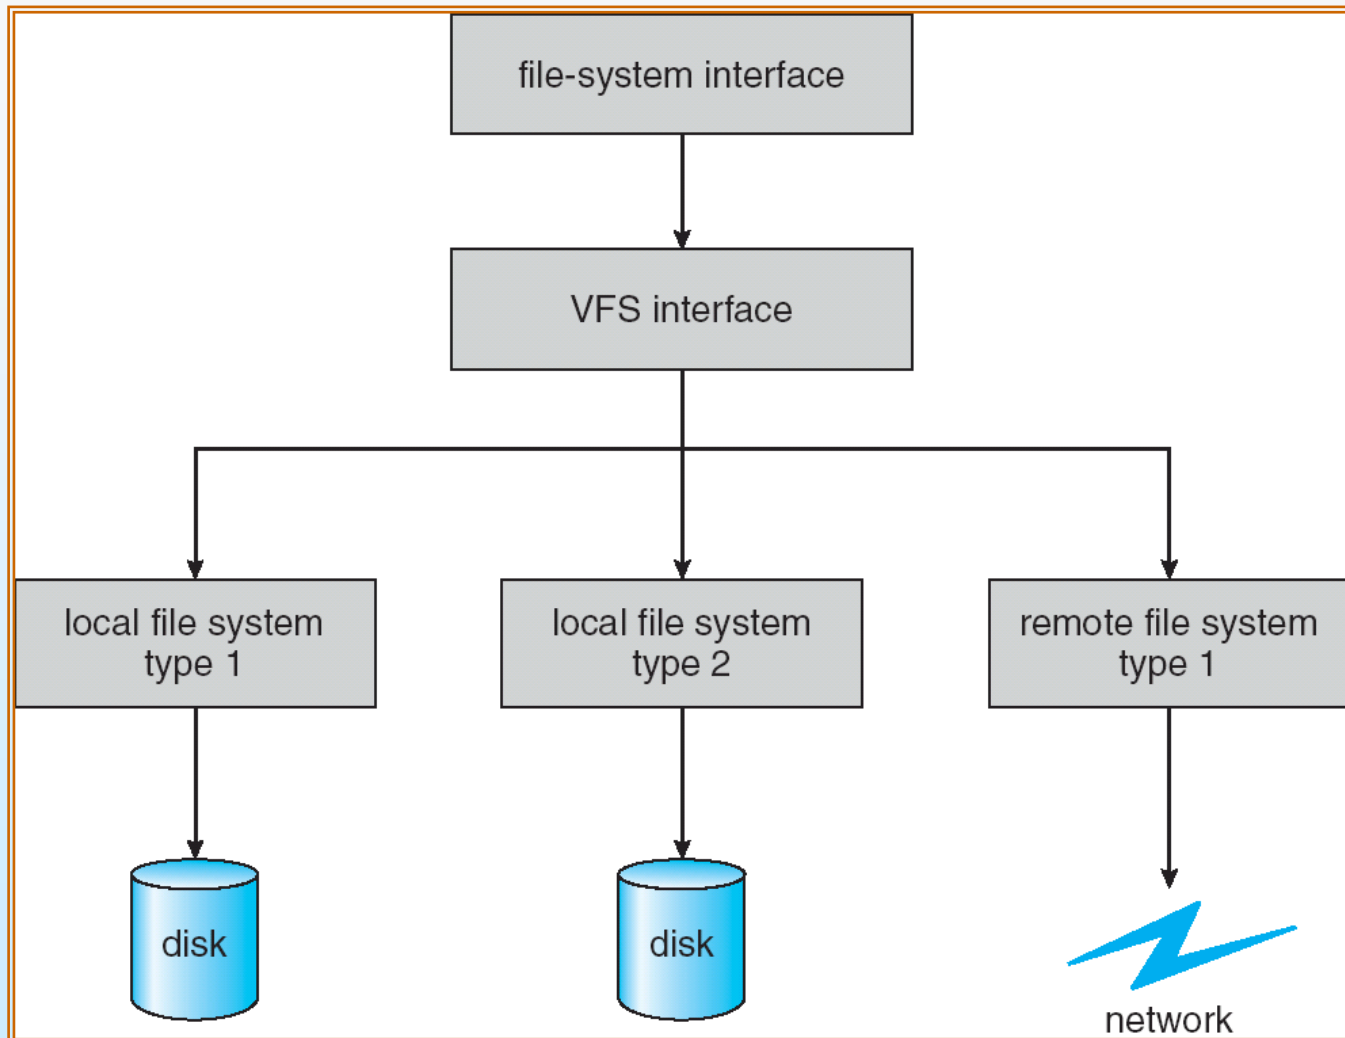 file-system interface
VFS interface
local file system
type 1
local file system
type 2
remote file system
type 1
disk
disk
network